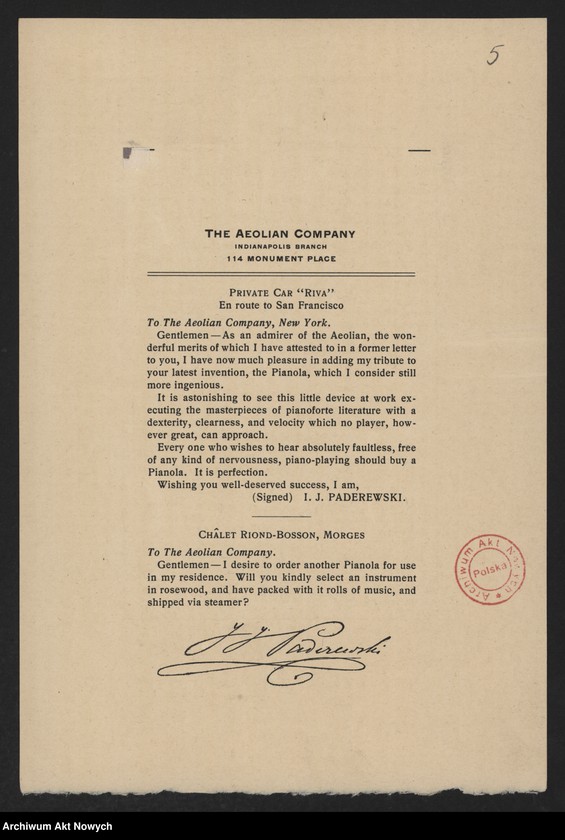 5
THE AEOLIAN COMPANY
INDIANAPOLIS BRANCH
114 MONUMENT PLACE
PRIVATE CAR "RIVA"
En route to San Francisco
To The Aeolian Company, New York.
Gentlemen—As an admirer of the Aeolian, the won-
derful merits of which I have attested to in a former letter
to you, I have now much pleasure in adding my tribute to
your latest invention, the Pianola, which I consider still
more ingenious.
It is astonishing to see this little device at work ex-
ecuting the masterpieces of pianoforte literature with a
dexterity, clearness, and velocity which no player, how-
ever great, can approach.
Every one who wishes to hear absolutely faultless, free
of any kind of nervousness, piano-playing should buy a
Pianola. It is perfection.
Wishing you well-deserved success, I am,
(Signed) I. J. PADEREWSKI.
CHÂLET RIOND-BOSSON, MORGES
To The Aeolian Company.
Gentlemen—I desire to order another Pianola for use
in my residence. Will you kindly select an instrument
in rosewood, and have packed with it rolls of music, and
shipped via steamer?
I. J. Paderewski
Archiwum Akt Nowych
Polska
Archiwum Akt Nowych